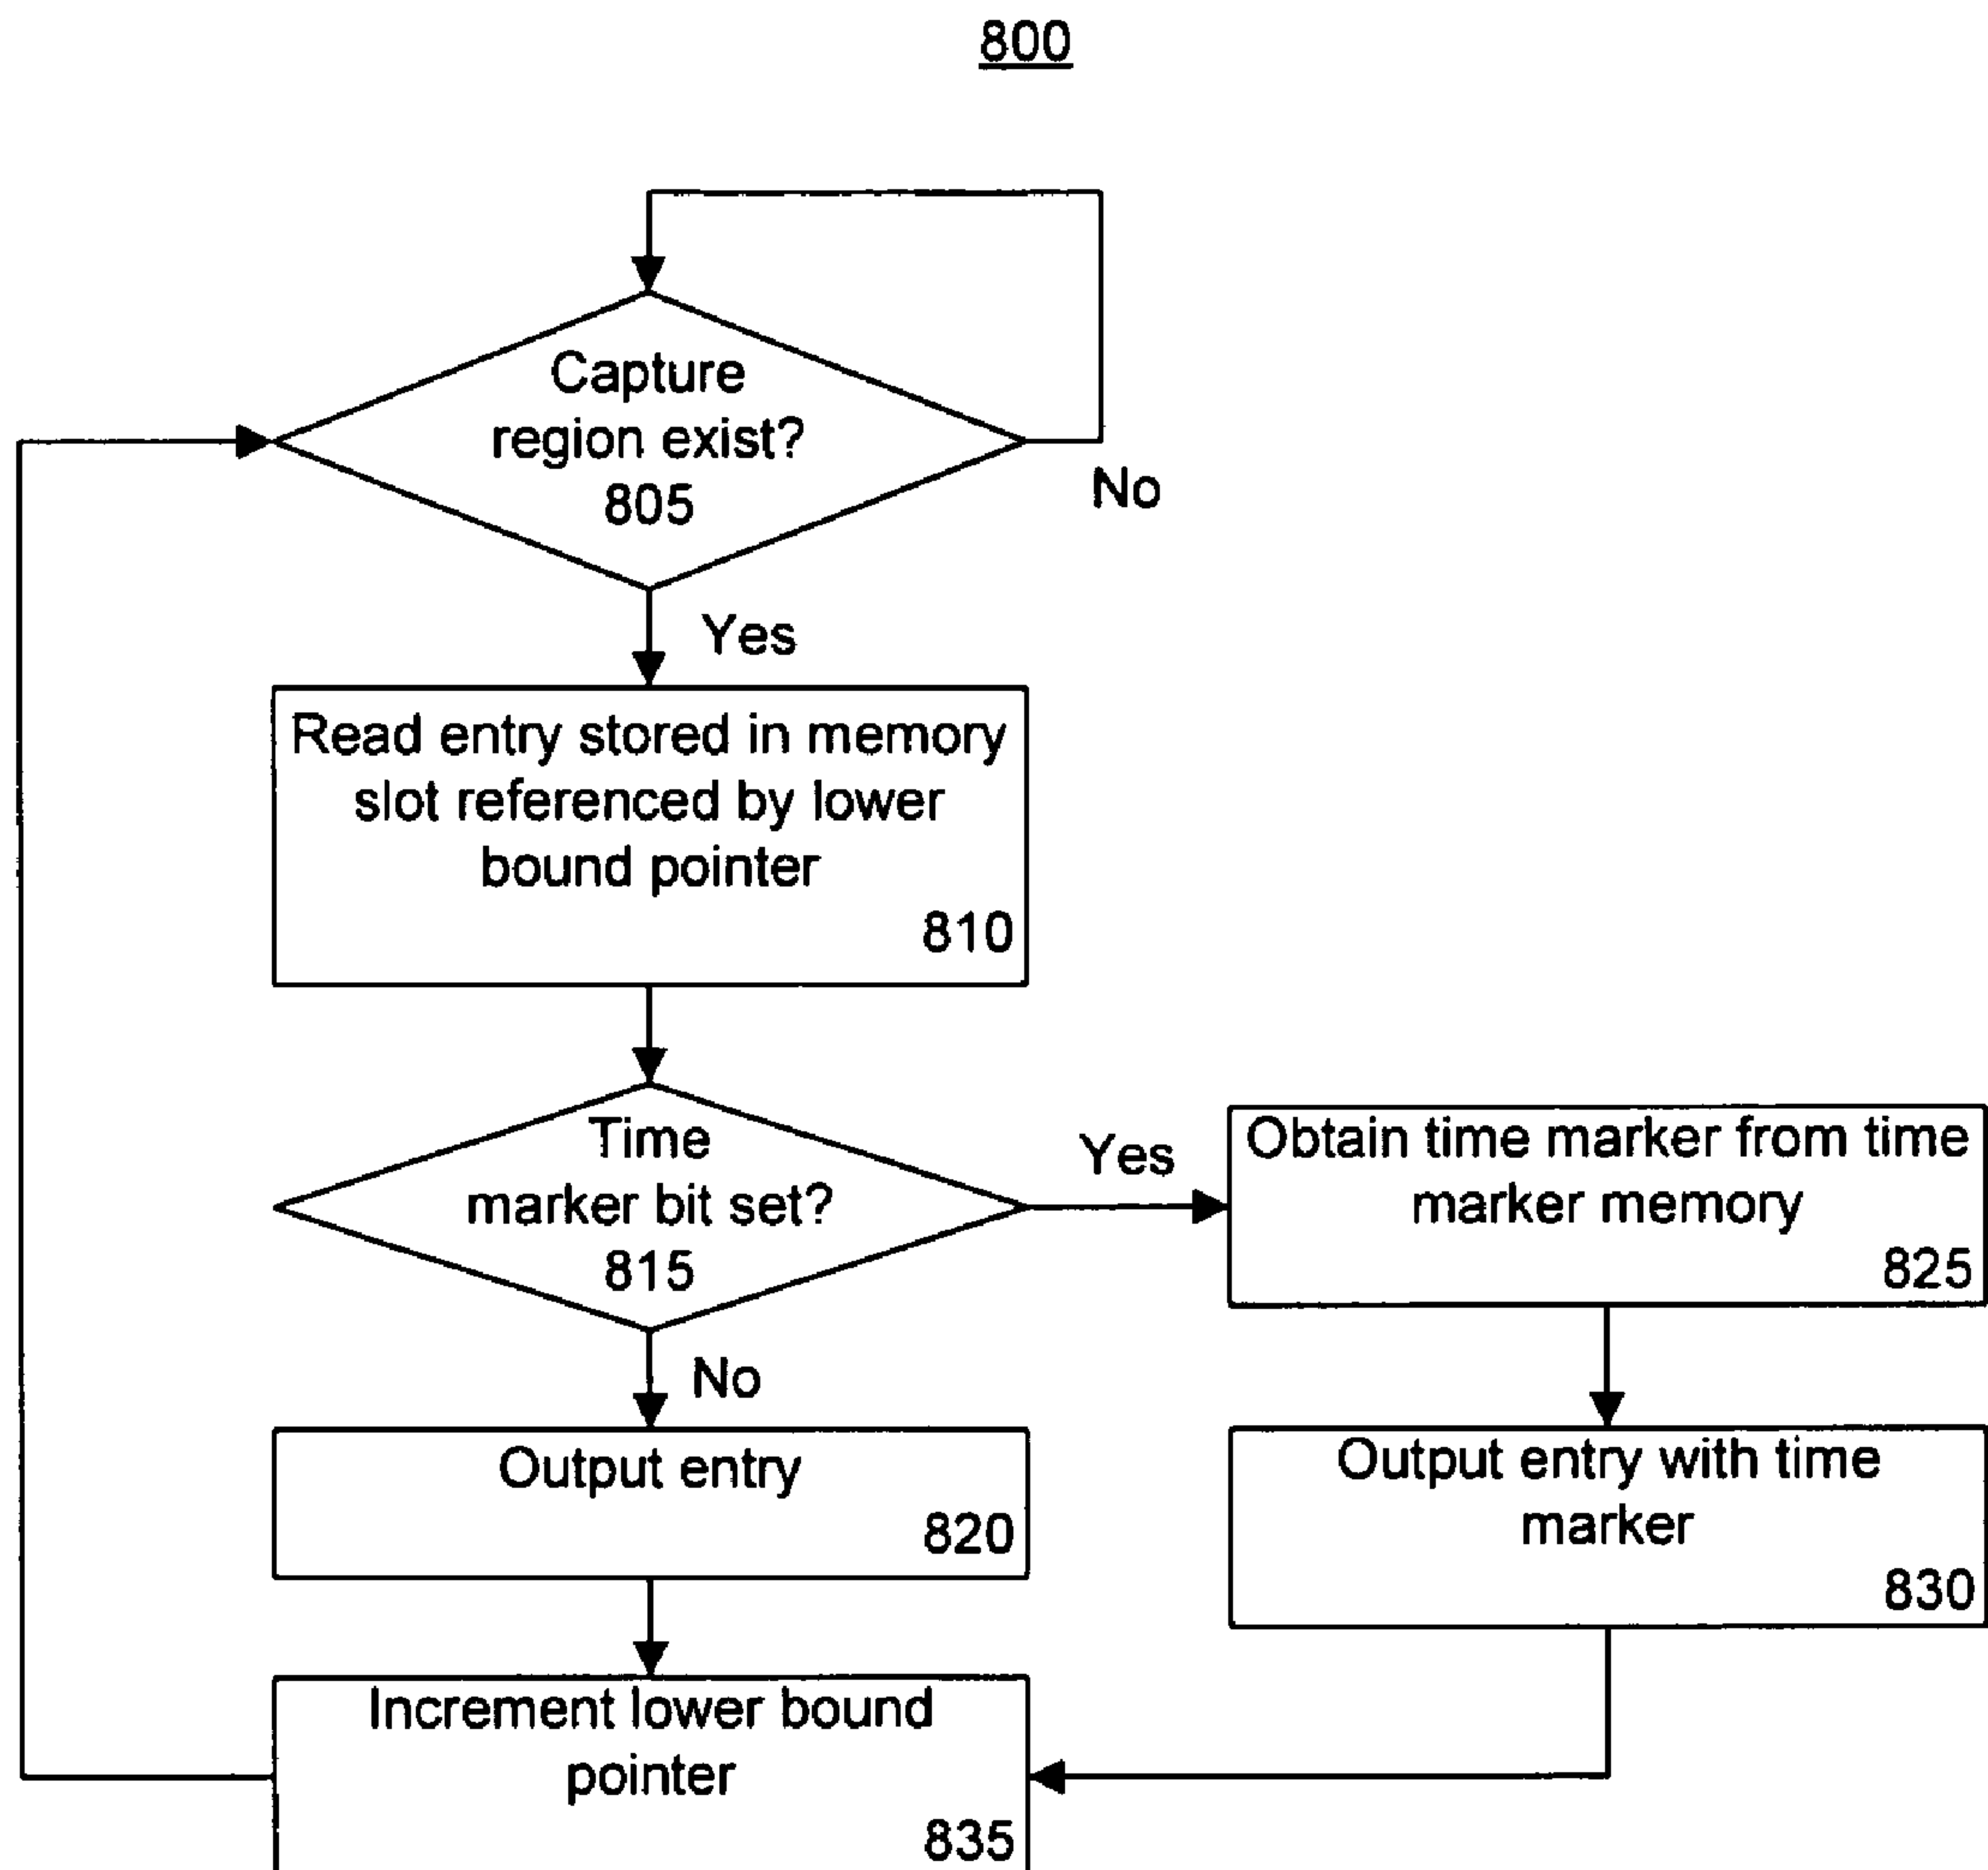 800
Capture
region exist?
805
No
Yes
Read entry stored in memory
slot referenced by lower
bound pointer
810
Time
marker bit set?
815
Yes
Obtain time marker from time
marker memory
825
No
Output entry
820
Output entry with time
marker
830
Increment lower bound
pointer
835